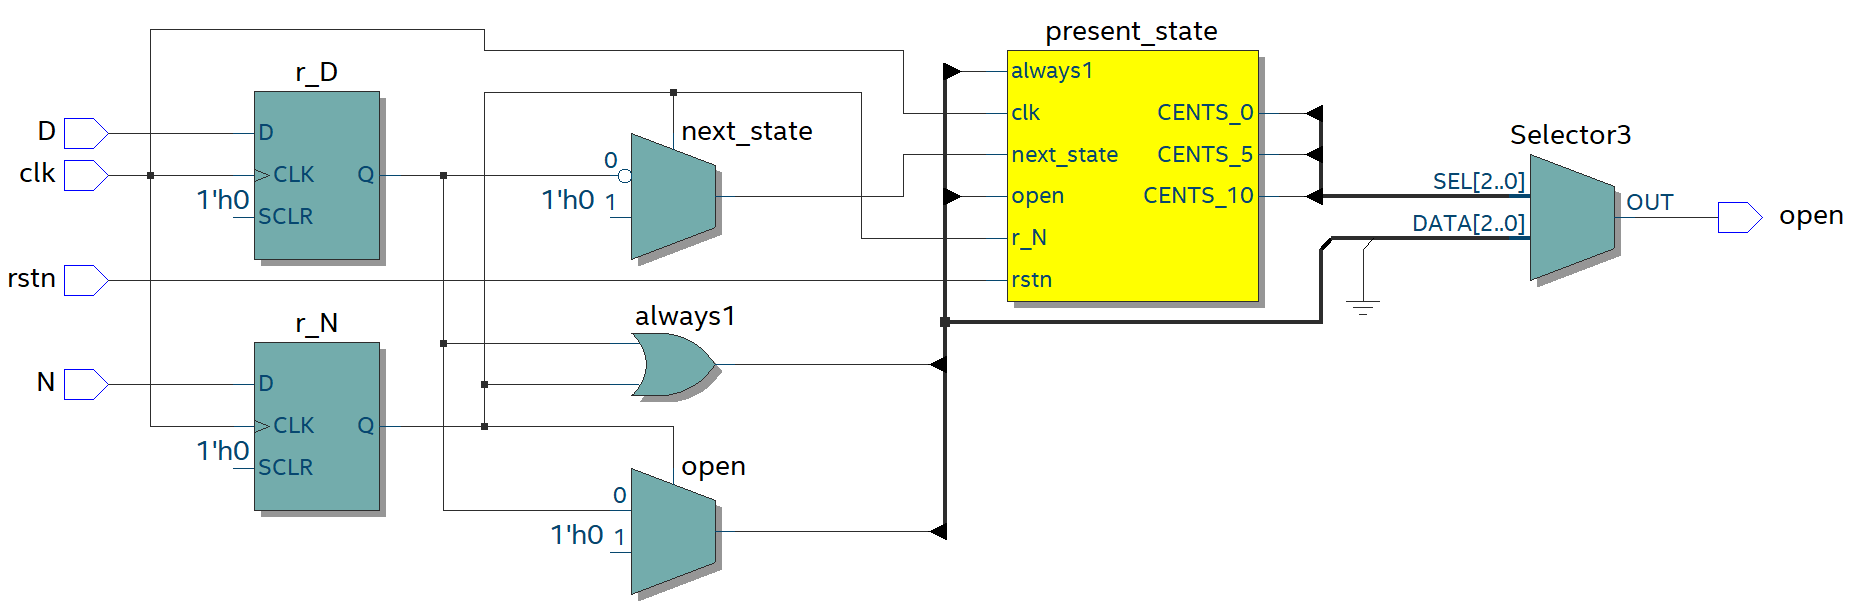 present_state
r_D
always1
D
D
next_state
clk
CENTS_0
Selector3
clk
CLK
Q
0
next_state
CENTS_5
SEL[2..0]
1'h0
SCLR
1'h0
1
open
CENTS_10
OUT
open
DATA[2..0]
r_N
rstn
rstn
r_N
always1
N
D
CLK
Q
1'h0
SCLR
open
0
1'h0
1